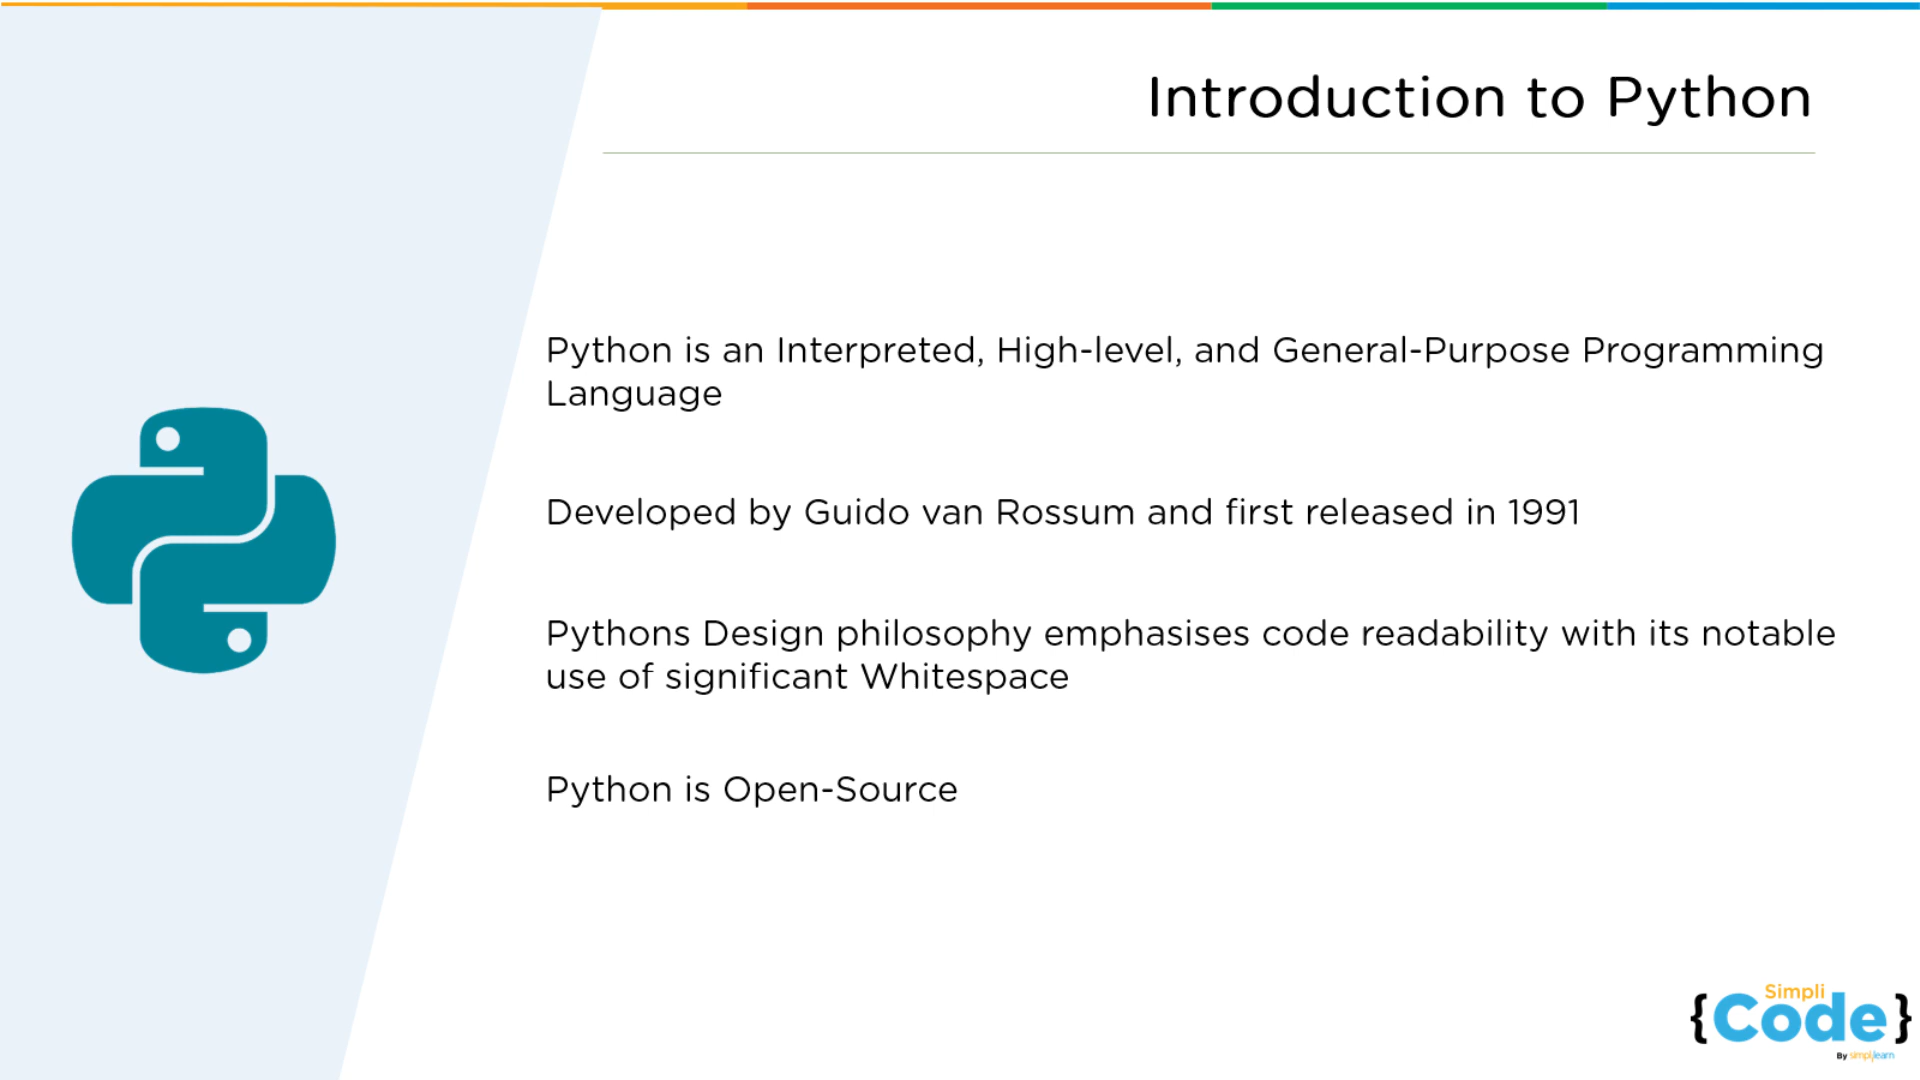 Introduction to Python
Python is an Interpreted, High-level, and General-Purpose Programming
Language
Developed by Guido van Rossum and first released in 1991
Pythons Design philosophy emphasises code readability with its notable
use of significant Whitespace
Python is Open-Source
Simpli
{Code}
By simplilearn